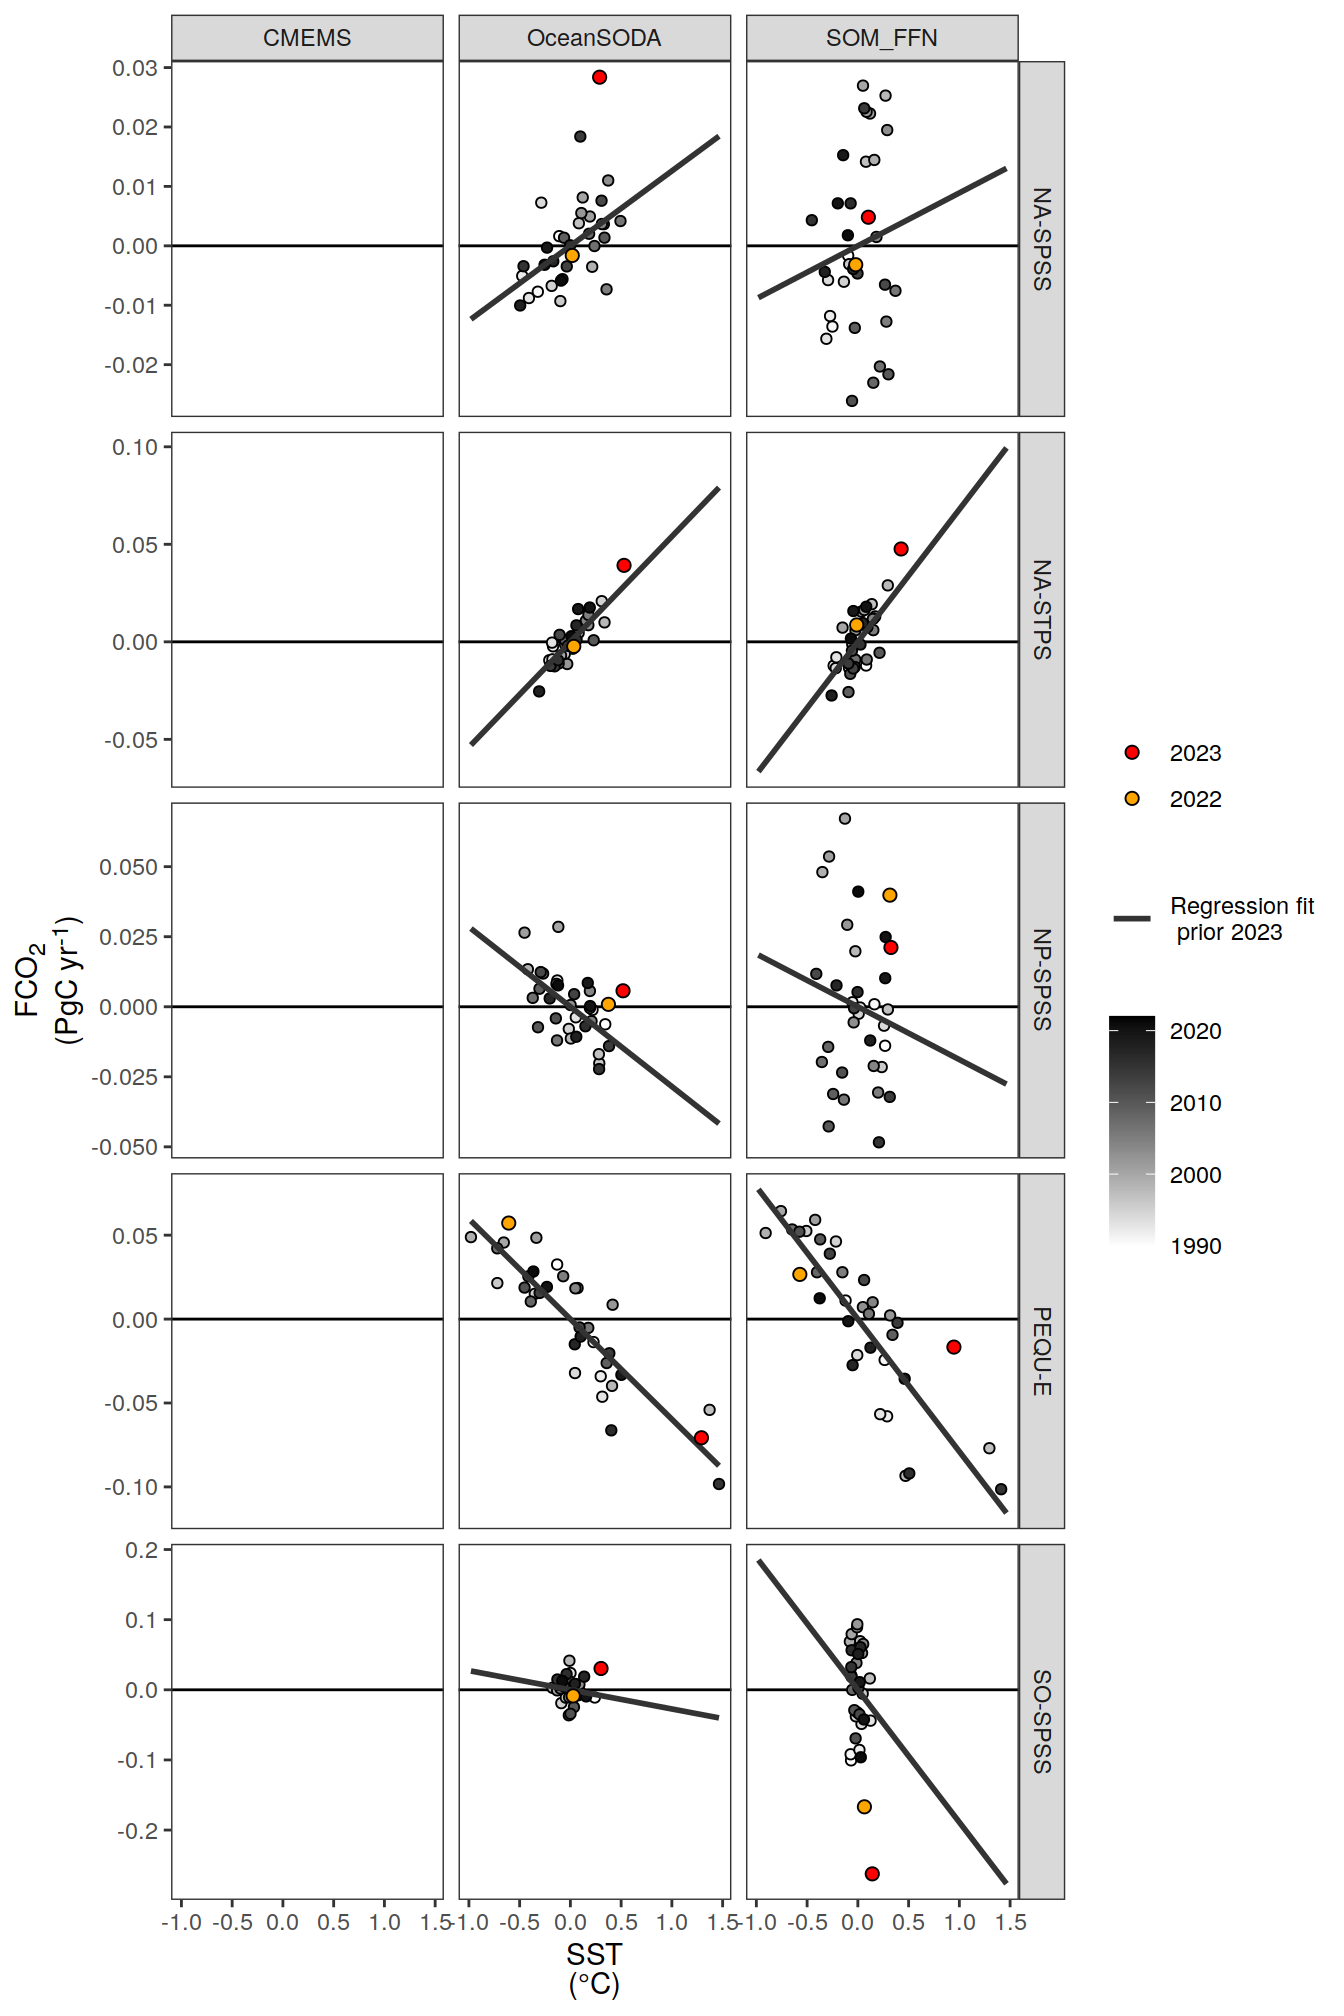 CMEMS OceanSODA SOM_FFN
0.03
0.02
0.01
0.00
-0.01
-0.02
NA-SPSS
0.10
0.05
0.00
-0.05
NA-STPS
0.050
0.025
0.000
-0.025
-0.050
NP-SPSS
0.05
0.00
-0.05
-0.10
PEQU-E
0.2
0.1
0.0
-0.1
-0.2
SO-SPSS
-1.0 -0.5 0.0 0.5 1.0 1.5 -1.0 -0.5 0.0 0.5 1.0 1.5 -1.0 -0.5 0.0 0.5 1.0 1.5
SST
(°C)
FCO₂
(PgC yr⁻¹)
2023
2022
Regression fit
prior 2023
2020
2010
2000
1990